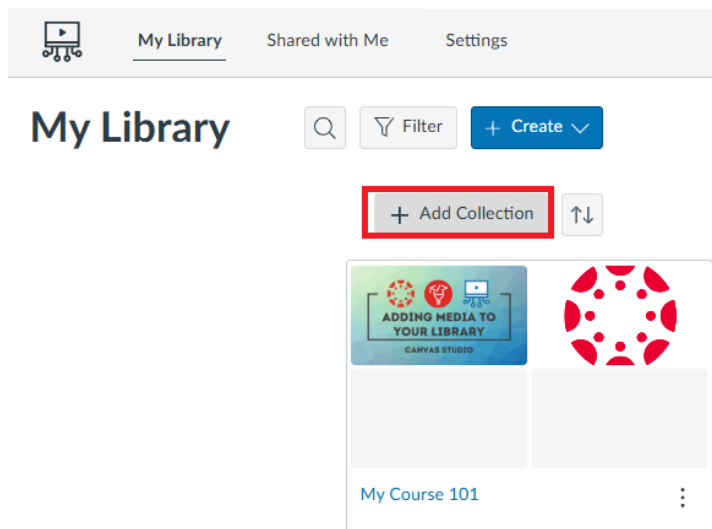 My Library Shared with Me Settings
My Library Filter + Create
+ Add Collection
ADDING MEDIA TO
YOUR LIBRARY
CANVAS STUDIO
My Course 101